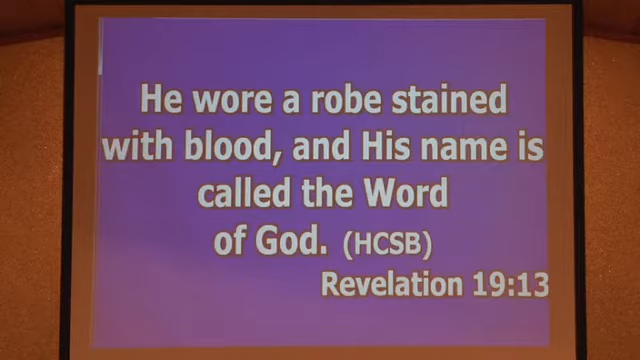 He wore a robe stained
with blood, and His name is
called the Word
of God. (HCSB)
Revelation 19:13